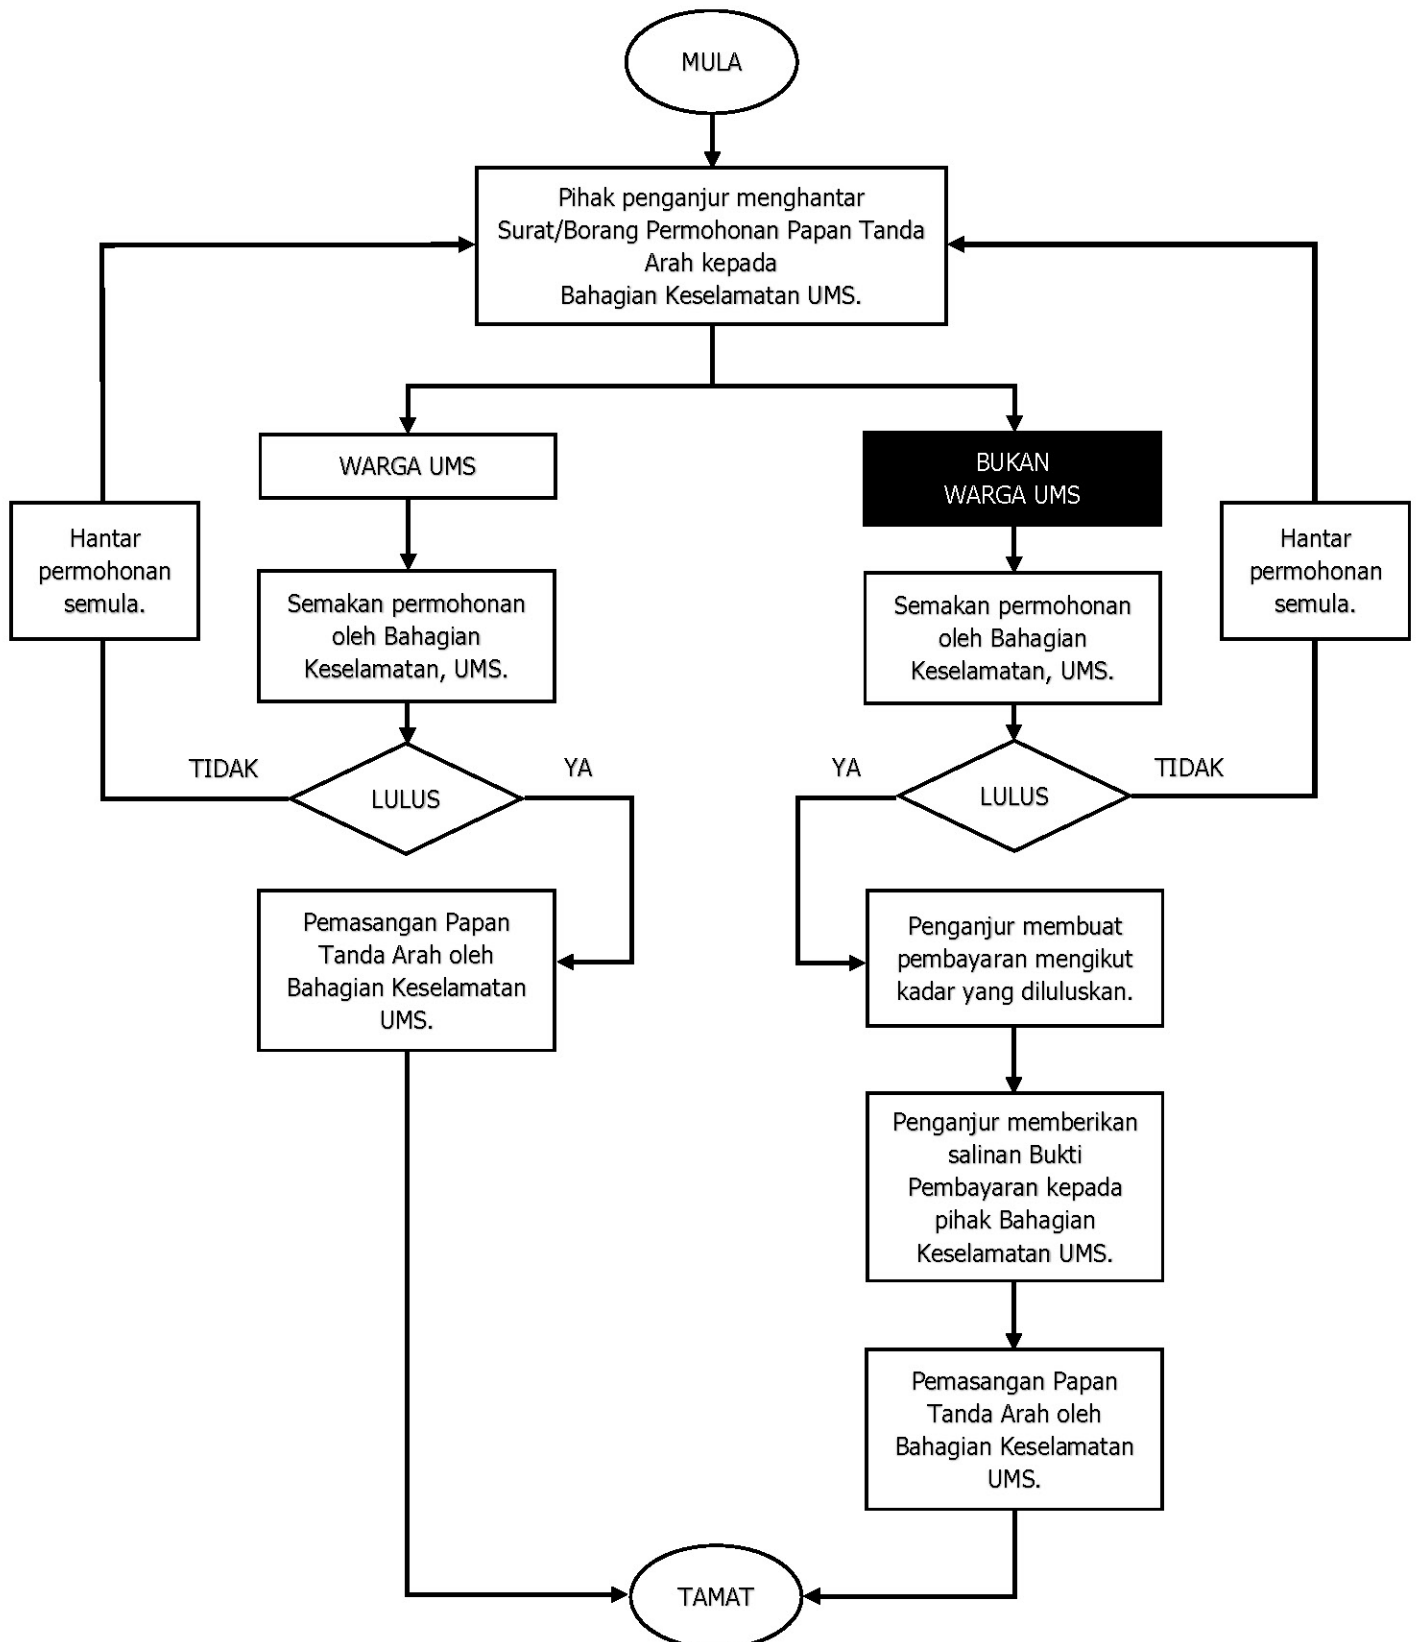 MULA
Pihak penganjur menghantar
Surat/Borang Permohonan Papan Tanda
Arah kepada
Bahagian Keselamatan UMS.
WARGA UMS
BUKAN
WARGA UMS
Hantar
permohonan
semula.
Semakan permohonan
oleh Bahagian
Keselamatan, UMS.
Semakan permohonan
oleh Bahagian
Keselamatan, UMS.
Hantar
permohonan
semula.
TIDAK
LULUS
YA
YA
LULUS
TIDAK
Pemasangan Papan
Tanda Arah oleh
Bahagian Keselamatan
UMS.
Penganjur membuat
pembayaran mengikut
kadar yang diluluskan.
Penganjur memberikan
salinan Bukti
Pembayaran kepada
pihak Bahagian
Keselamatan UMS.
Pemasangan Papan
Tanda Arah oleh
Bahagian Keselamatan
UMS.
TAMAT